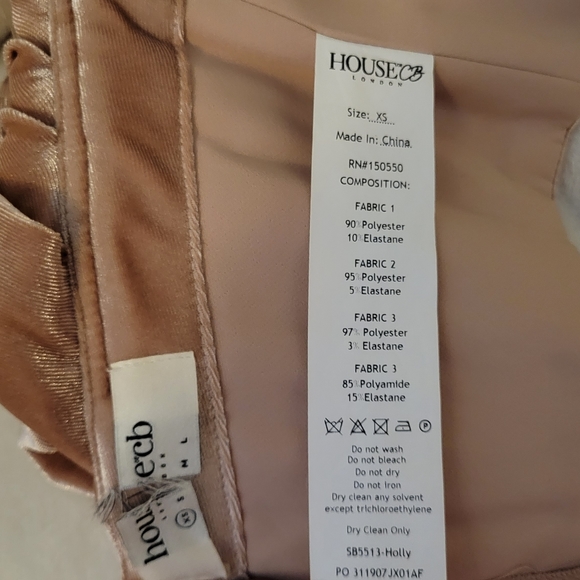 HOUSE OF CB
LONDON
Size: XS
Made In: China
RN#150550
COMPOSITION:
FABRIC 1
90% Polyester
10% Elastane
FABRIC 2
95% Polyester
5% Elastane
FABRIC 3
97% Polyester
3% Elastane
FABRIC 3
85% Polyamide
15% Elastane
P
Do not wash
Do not bleach
Do not dry
Do not Iron
Dry clean any solvent
except trichloroethylene
Dry Clean Only
SB5513-Holly
PO 311907JX01AF
house cb
XS S M L